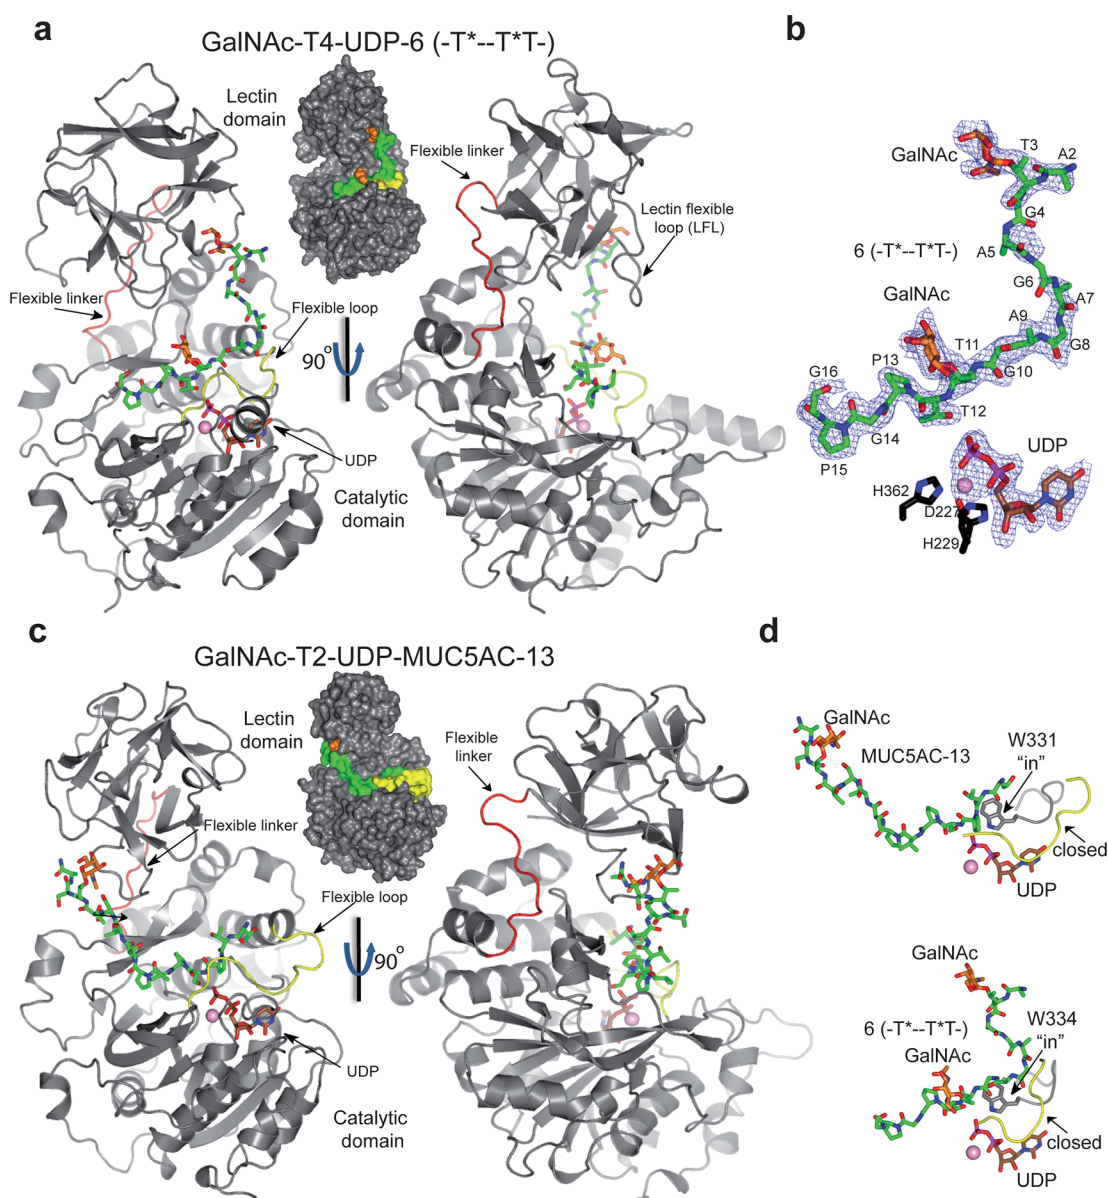 a
GalNAc-T4-UDP-6 (-T*--T*T-)
Lectin
domain
Flexible linker
Lectin flexible
loop (LFL)
Flexible linker
Flexible loop
90°
UDP
Catalytic
domain
b
GalNAc
T3
A2
G4
6 (-T*--T*T-)
A5
G6
GalNAc
A7
A9
T11
G8
P13
G10
G16
T12
G14
UDP
P15
H362
D227
H229
c
GalNAc-T2-UDP-MUC5AC-13
Lectin
domain
Flexible
linker
Flexible linker
Flexible loop
90°
UDP
Catalytic
domain
d
GalNAc
MUC5AC-13
W331
“in”
closed
UDP
GalNAc
6 (-T*--T*T-)
W334
GalNAc
“in”
closed
UDP